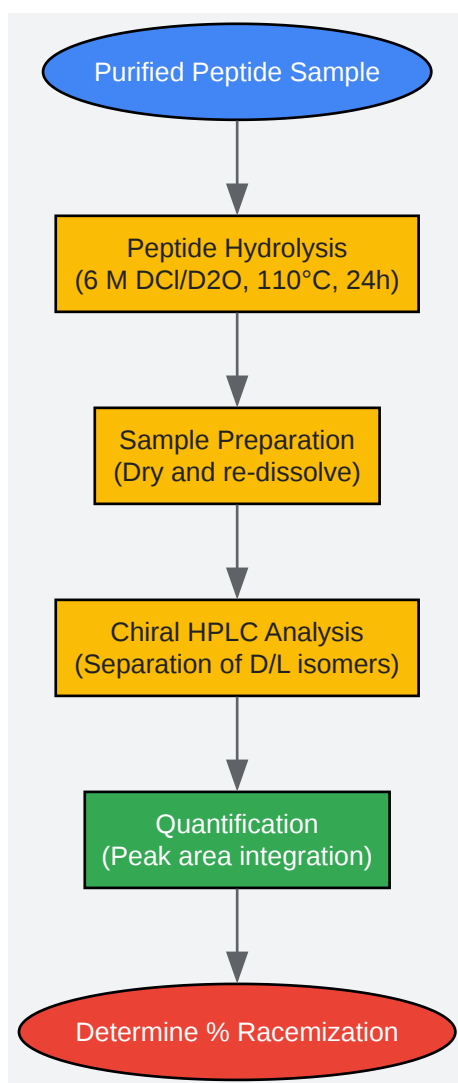 Purified Peptide Sample
Peptide Hydrolysis
(6 M DCl/D2O, 110°C, 24h)
Sample Preparation
(Dry and re-dissolve)
Chiral HPLC Analysis
(Separation of D/L isomers)
Quantification
(Peak area integration)
Determine % Racemization